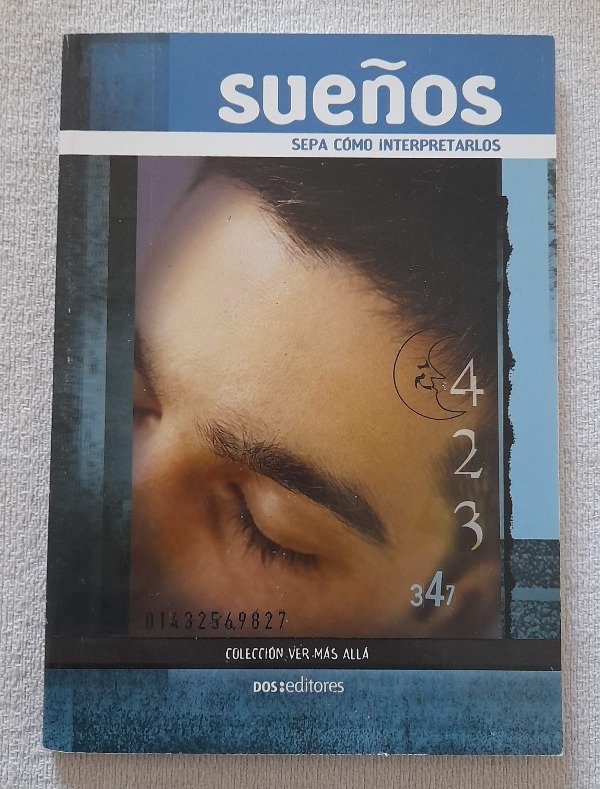 sueños
SEPA CÓMO INTERPRETARLOS
4
2
3
347
01432569827
COLECCIÓN VER MÁS ALLÁ
DOS:editores